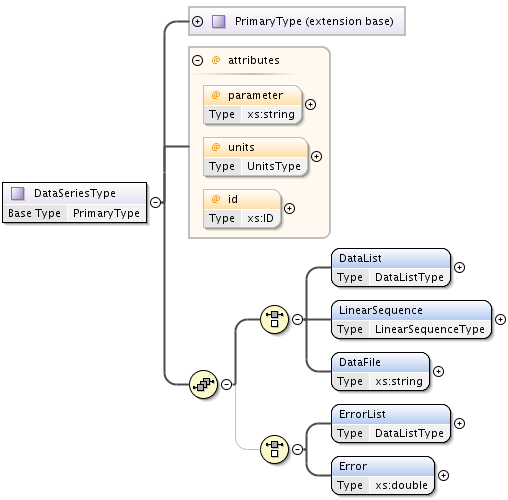 PrimaryType (extension base)
@ attributes
@ parameter
Type xs:string
@ units
Type UnitsType
@ id
Type xs:ID
DataSeriesType
Base Type PrimaryType
DataList
Type DataListType
LinearSequence
Type LinearSequenceType
DataFile
Type xs:string
ErrorList
Type DataListType
Error
Type xs:double